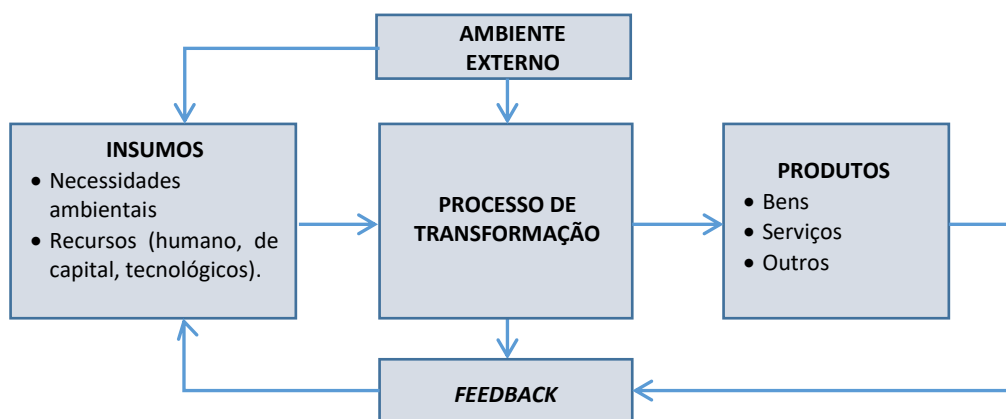 AMBIENTE
EXTERNO
INSUMOS
• Necessidades
ambientais
• Recursos (humano, de
capital, tecnológicos).
PROCESSO DE
TRANSFORMAÇÃO
PRODUTOS
• Bens
• Serviços
• Outros
FEEDBACK